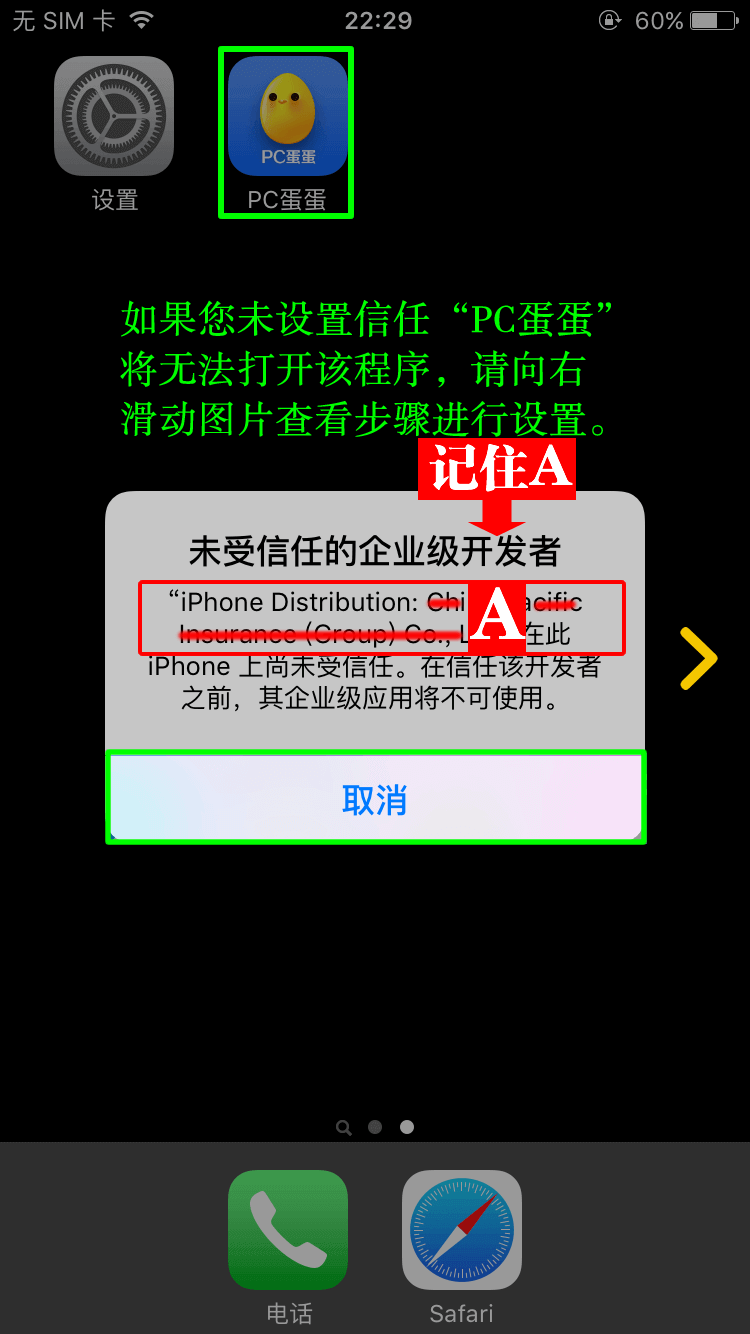 无 SIM 卡
22:29
60%
PC蛋蛋
设置
PC蛋蛋
如果您未设置信任“PC蛋蛋”
将无法打开该程序，请向右
滑动图片查看步骤进行设置。
记住A
未受信任的企业级开发者
“iPhone Distribution: Chi acific
A
Insurance (Group) Co., L 在此
iPhone 上尚未受信任。在信任该开发者
之前，其企业级应用将不可使用。
取消
电话
Safari